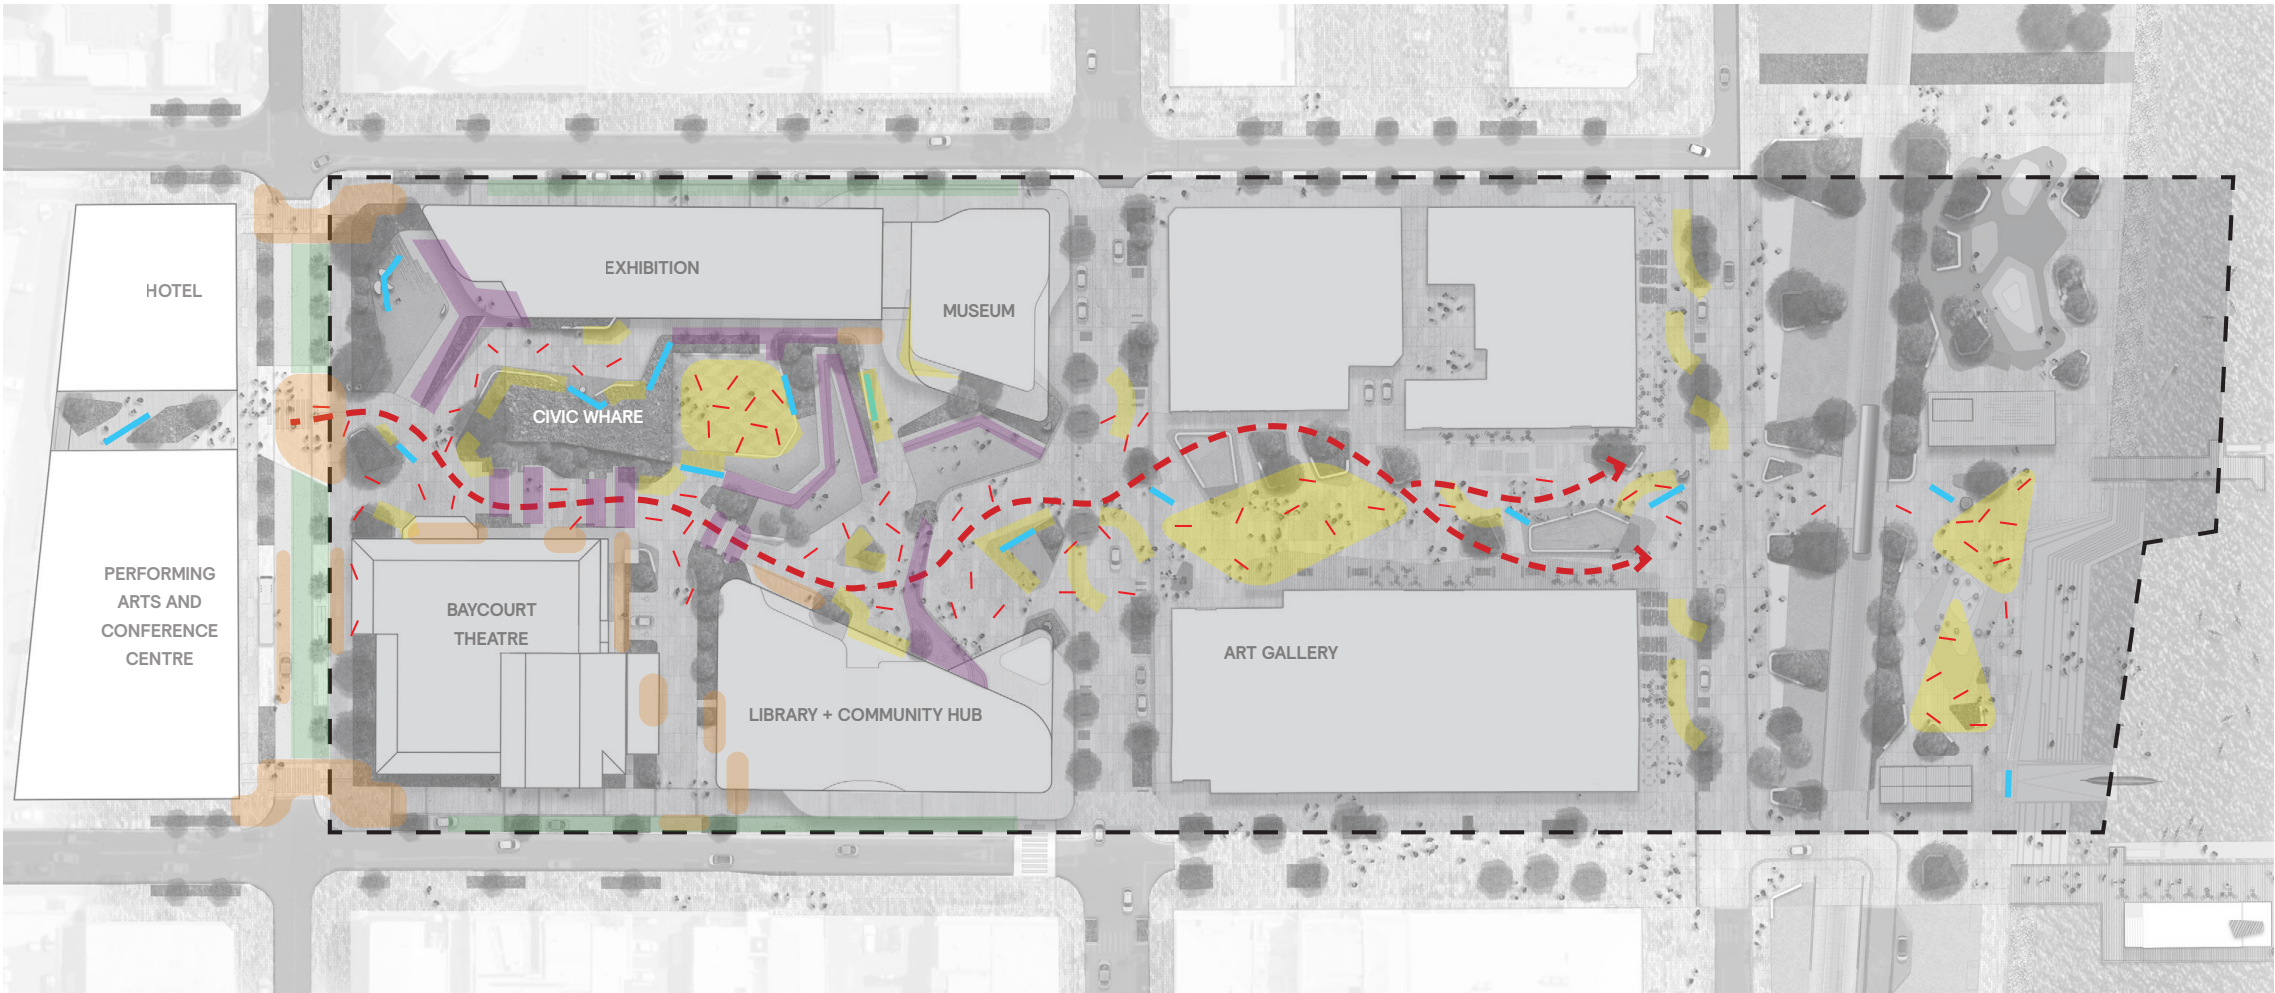 HOTEL
EXHIBITION
MUSEUM
CIVIC WHARE
PERFORMING
ARTS AND
CONFERENCE
CENTRE
BAYCOURT
THEATRE
LIBRARY + COMMUNITY HUB
ART GALLERY